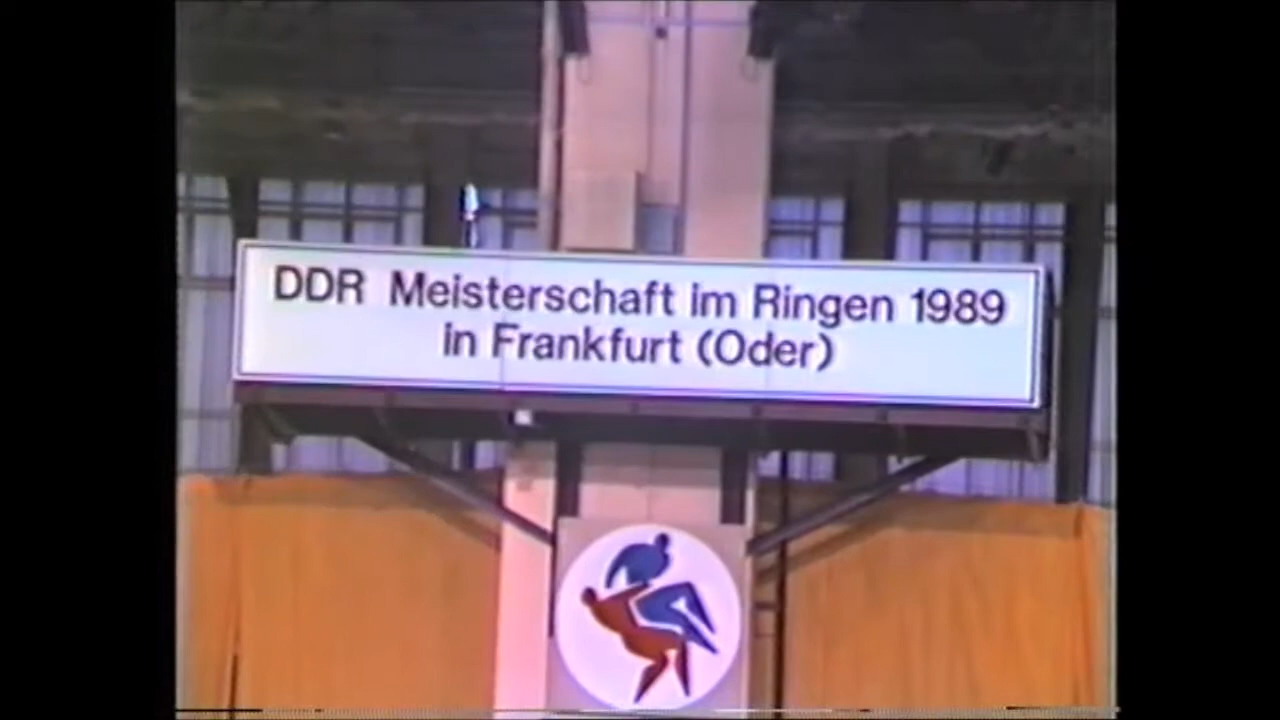 DDR Meisterschaft im Ringen 1989
in Frankfurt (Oder)